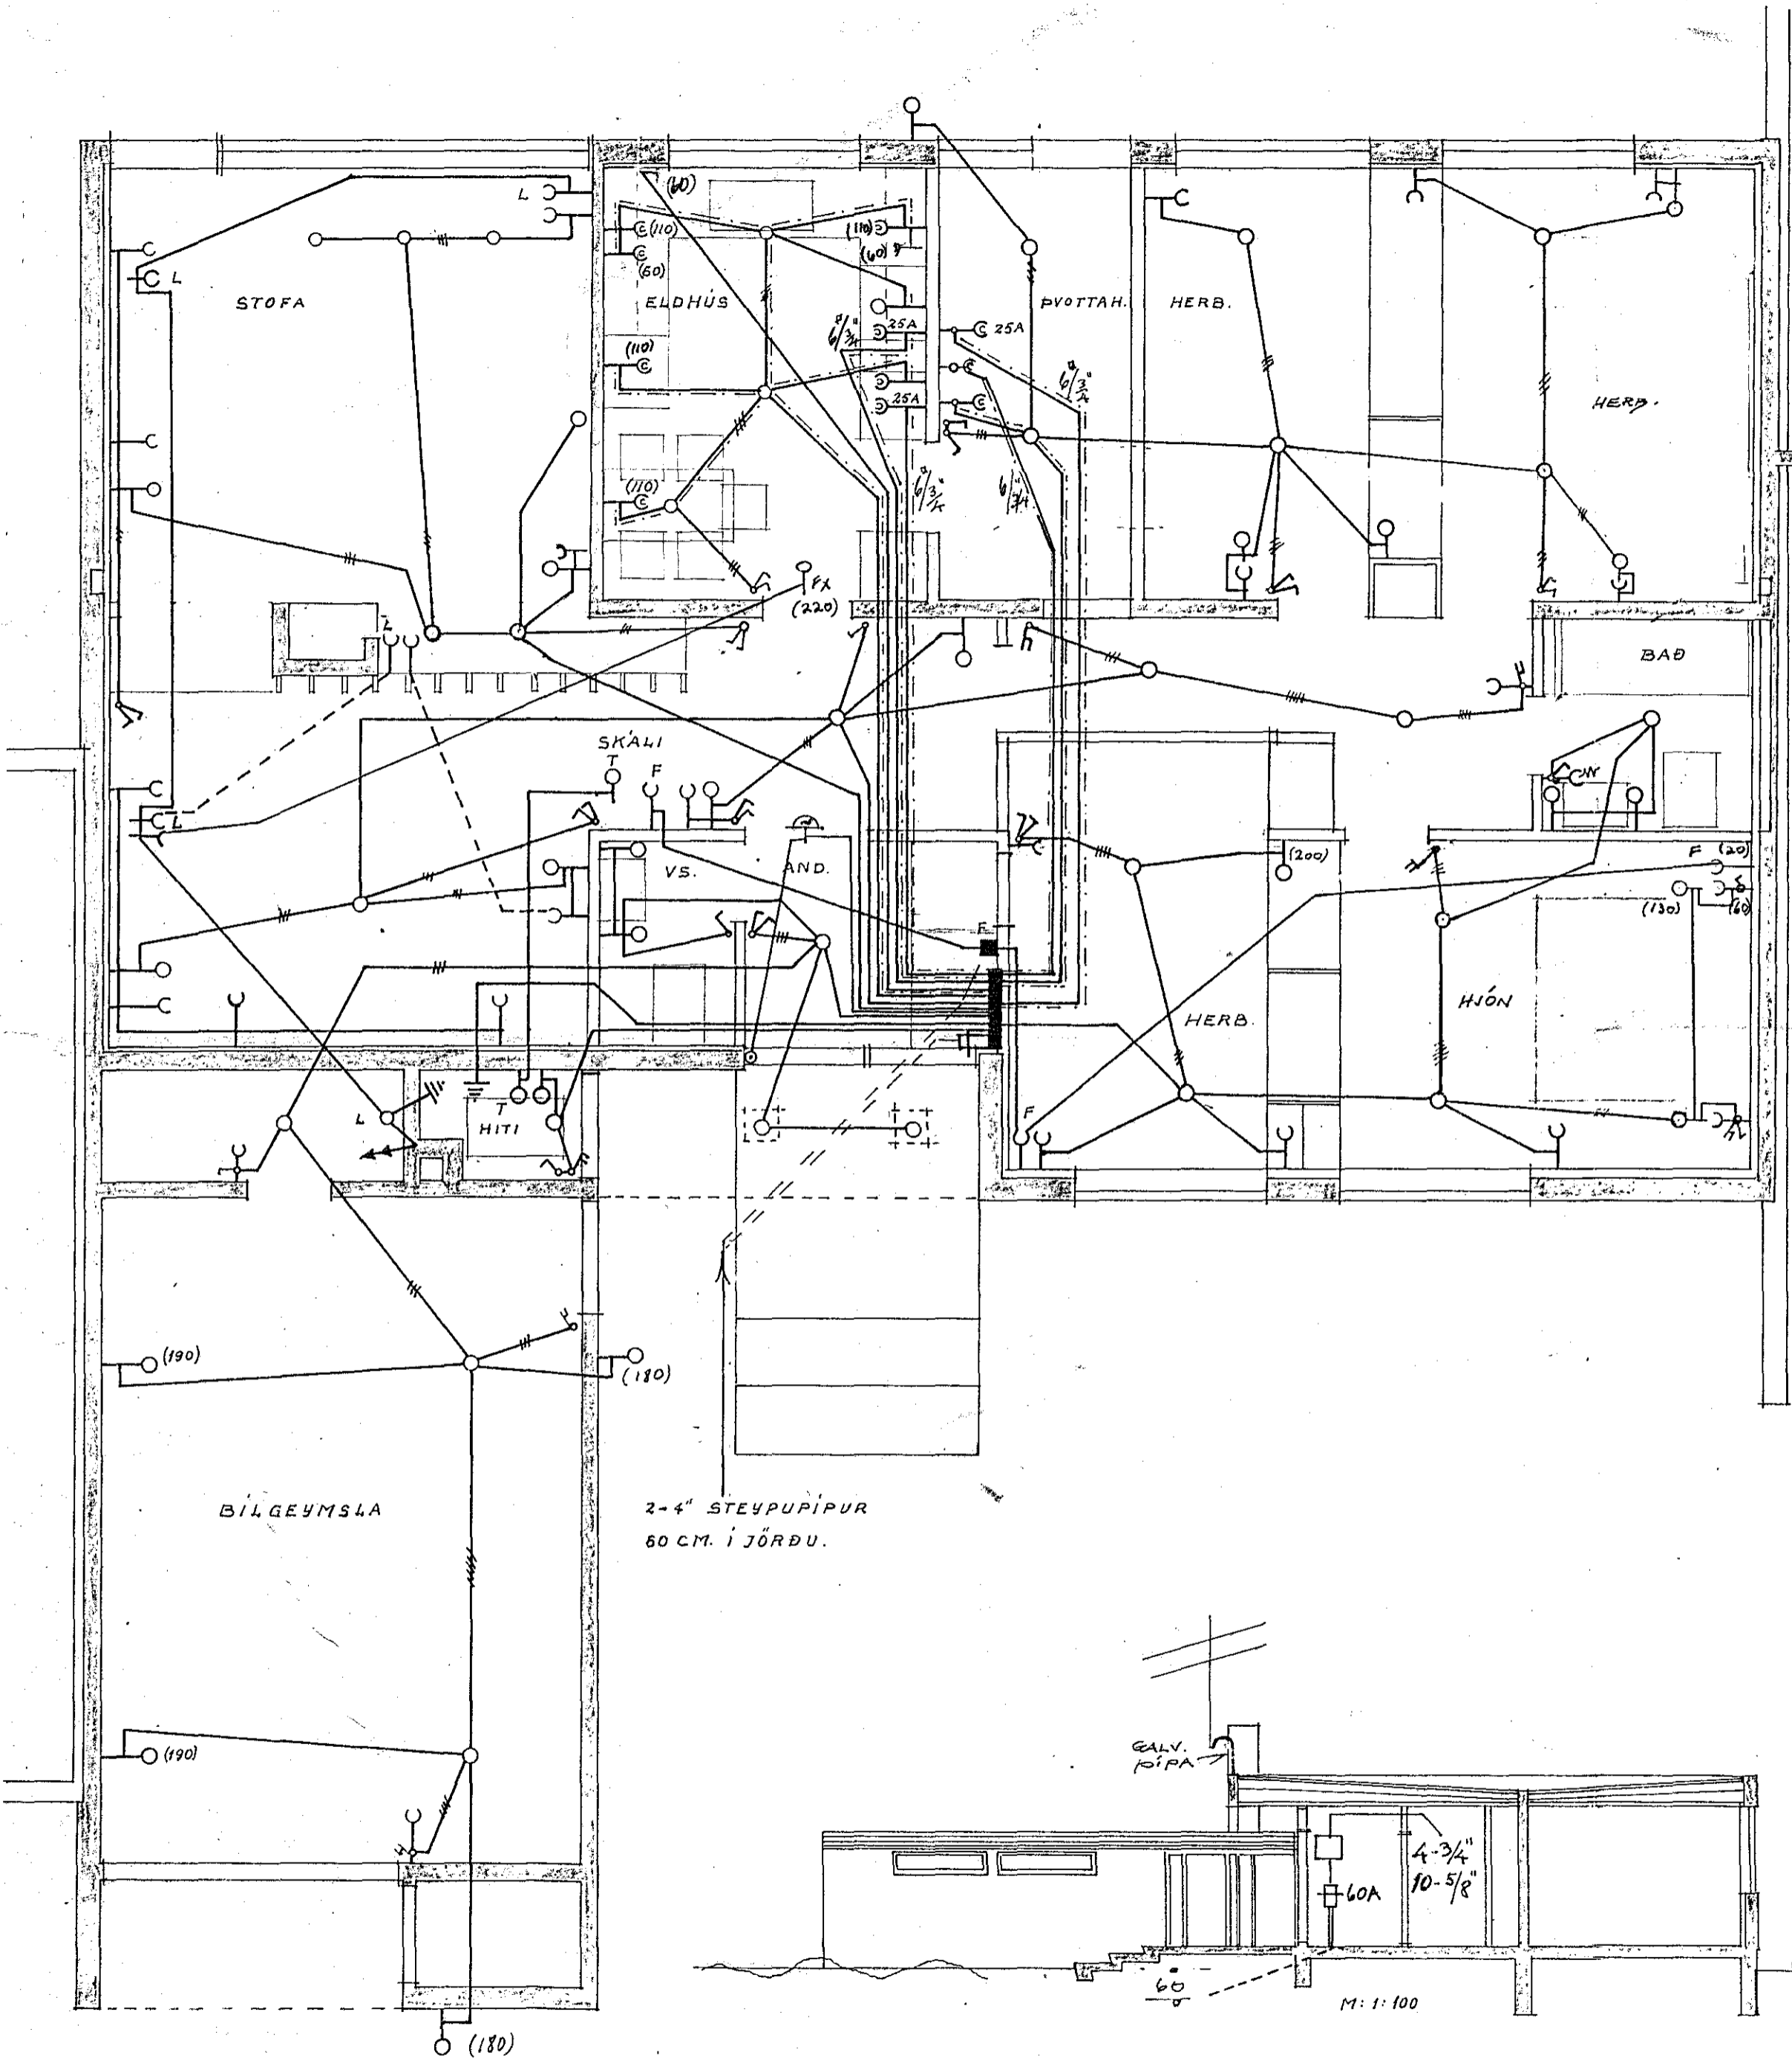 (60)
L
(110)
(110)
(60)
(60)
L
STOFA
ELDHÚS
ÞVOTTAH.
HERB.
25A
25A
6□/3/4"
(110)
6□/3/4"
25A
HERB.
(110)
6□/3/4"
6□/3/4"
FX
(220)
L
BAÐ
SKÁLI
T
F
L
W
VS.
AND.
(200)
F (20)
(130)
(60)
F
HERB.
HJÓN
L
T
HITI
F
(190)
(180)
BÍLGEYMSLA
2-4" STEYPUPÍPUR
60 CM. Í JÖRÐU.
(190)
GALV.
PÍPA
4-3/4"
10-5/8"
60A
60
M: 1:100
(180)